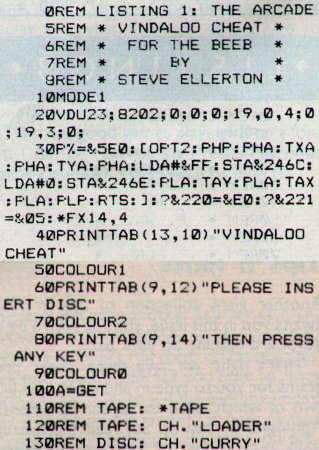 0REM LISTING 1: THE ARCADE
5REM * VINDALOO CHEAT *
6REM *  FOR THE BEEB  *
7REM *       BY       *
9REM * STEVE ELLERTON *
10MODE1
20VDU23;8202;0;0;0;19,0,4;0
;19,3;0;
30P%=&5E0:[OPT2:PHP:PHA:TXA
:PHA:TYA:PHA:LDA#&FF:STA&246C:
LDA#0:STA&246E:PLA:TAY:PLA:TAX
:PLA:PLP:RTS:]:?&220=&E0:?&221
=&05:*FX14,4
40PRINTTAB(13,10)"VINDALOO
CHEAT"
50COLOUR1
60PRINTTAB(9,12)"PLEASE INS
ERT DISC"
70COLOUR2
80PRINTTAB(9,14)"THEN PRESS
ANY KEY"
90COLOUR0
100A=GET
110REM TAPE: *TAPE
120REM TAPE: CH."LOADER"
130REM DISC: CH."CURRY"